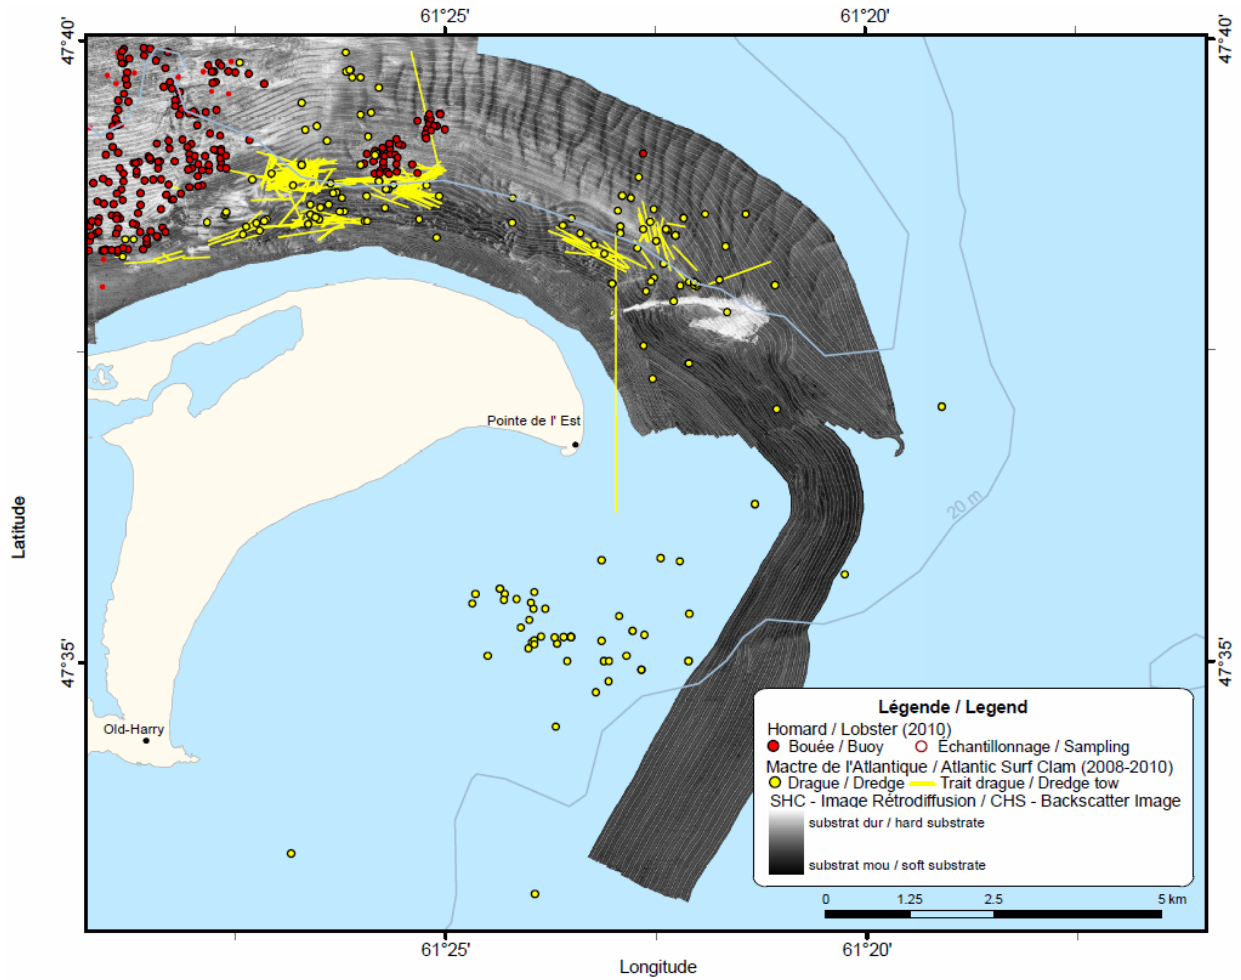 61°25'
61°20'
47°40'
47°40'
Pointe de l' Est
20 m
Latitude
47°35'
47°35'
Old-Harry
Légende / Legend
Homard / Lobster (2010)
Bouée / Buoy
Échantillonnage / Sampling
Mactre de l'Atlantique / Atlantic Surf Clam (2008-2010)
Drague / Dredge
Trait drague / Dredge tow
SHC - Image Rétrodiffusion / CHS - Backscatter Image
substrat dur / hard substrate
substrat mou / soft substrate
0 1.25 2.5 5 km
61°25'
61°20'
Longitude